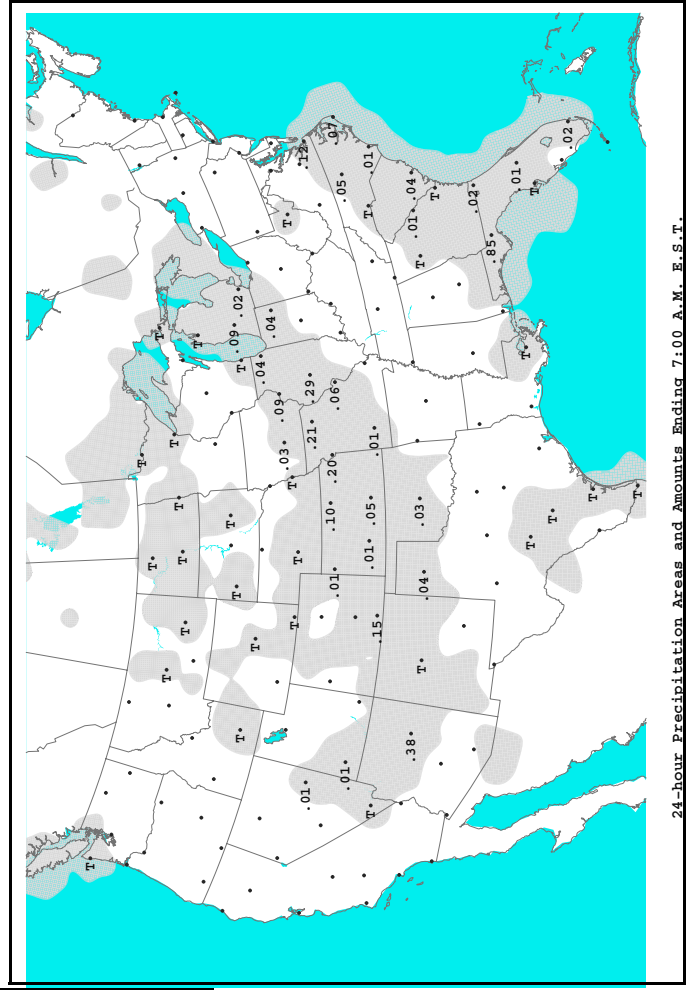 T
T
T
T
T
T
T
T
T
T
T
.09
T
.02
T
T
T
.04
.04
.09
.03
T
T
T
T
.12
.01
.29
.21
.10
.20
.07
.01
.06
.05
.01
T
.01
.05
.01
T
.01
.15
.38
.04
.01
.03
T
T
.04
T
.02
.85
.01
T
T
T
T
.02
T
T
24-hour Precipitation Areas and Amounts Ending 7:00 A.M. E.S.T.